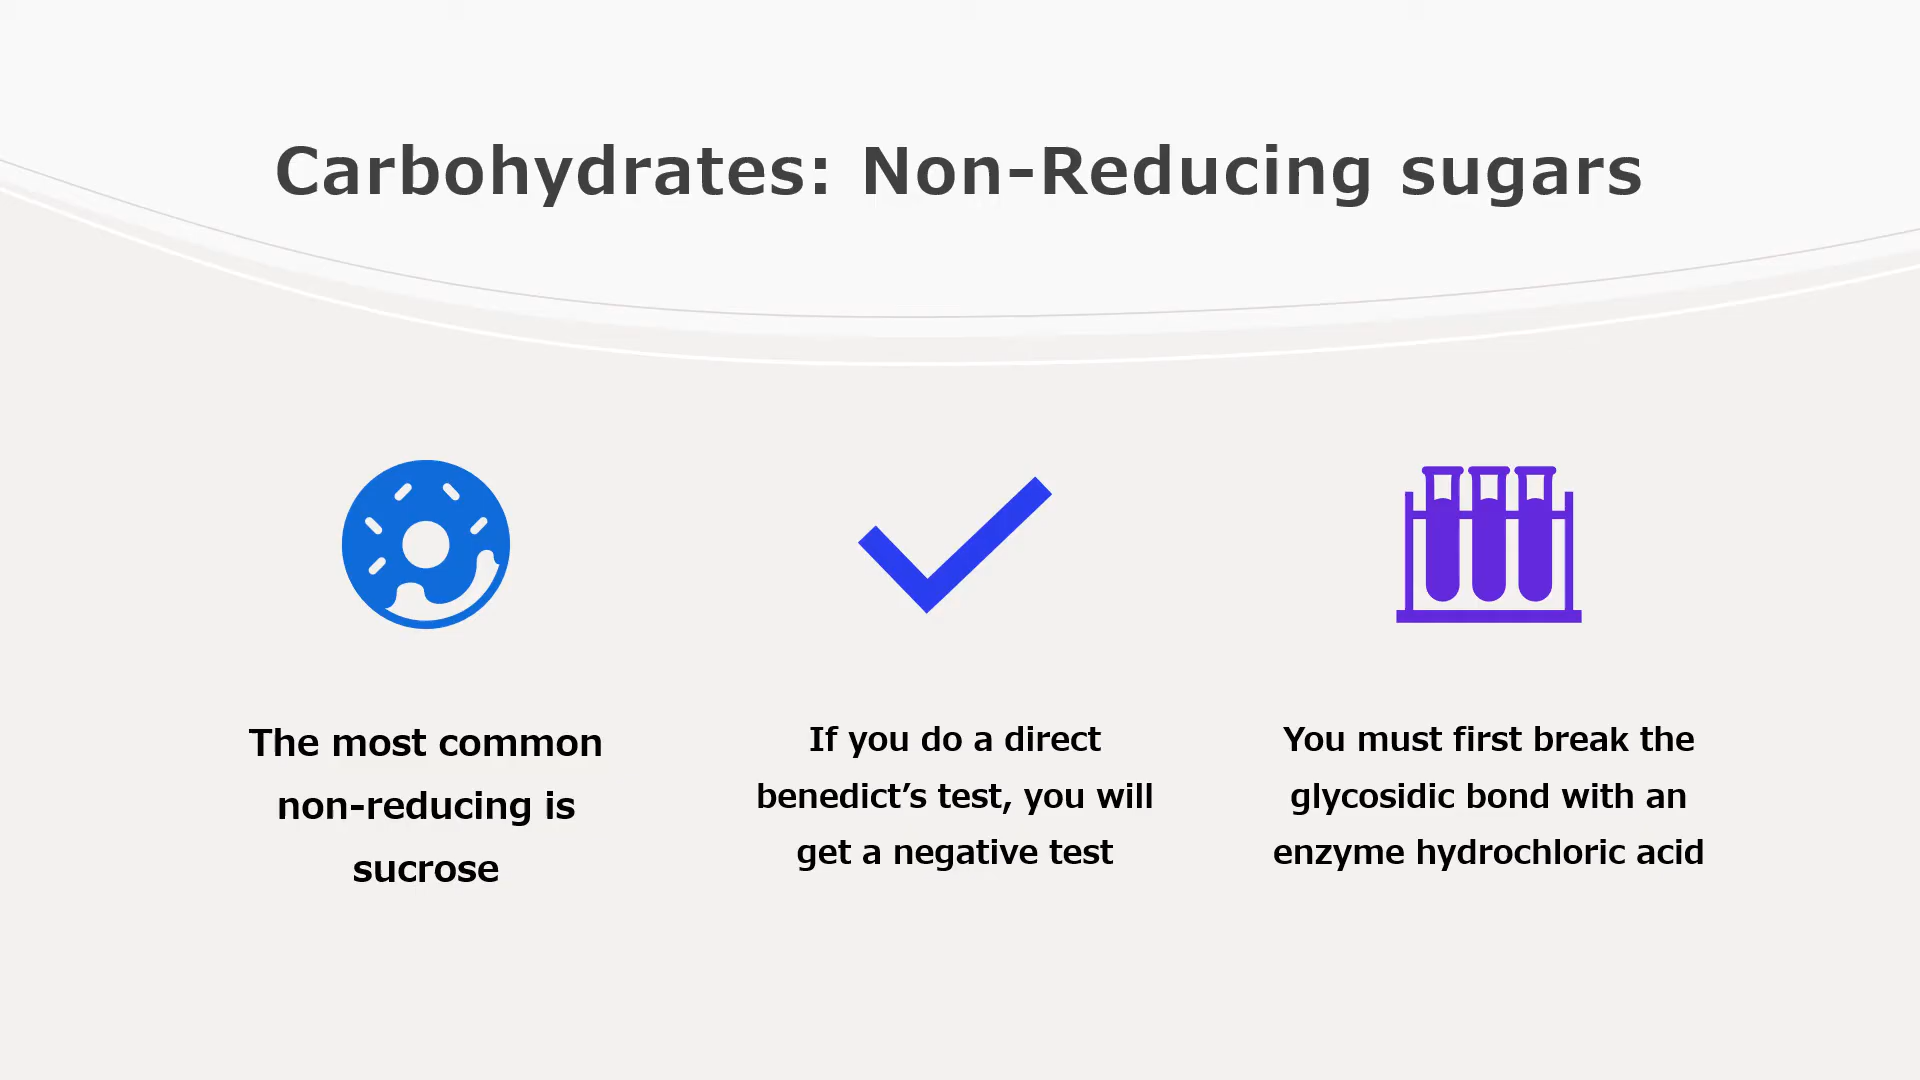 Carbohydrates: Non-Reducing sugars
The most common
non-reducing is
sucrose
If you do a direct
benedict’s test, you will
get a negative test
You must first break the
glycosidic bond with an
enzyme hydrochloric acid